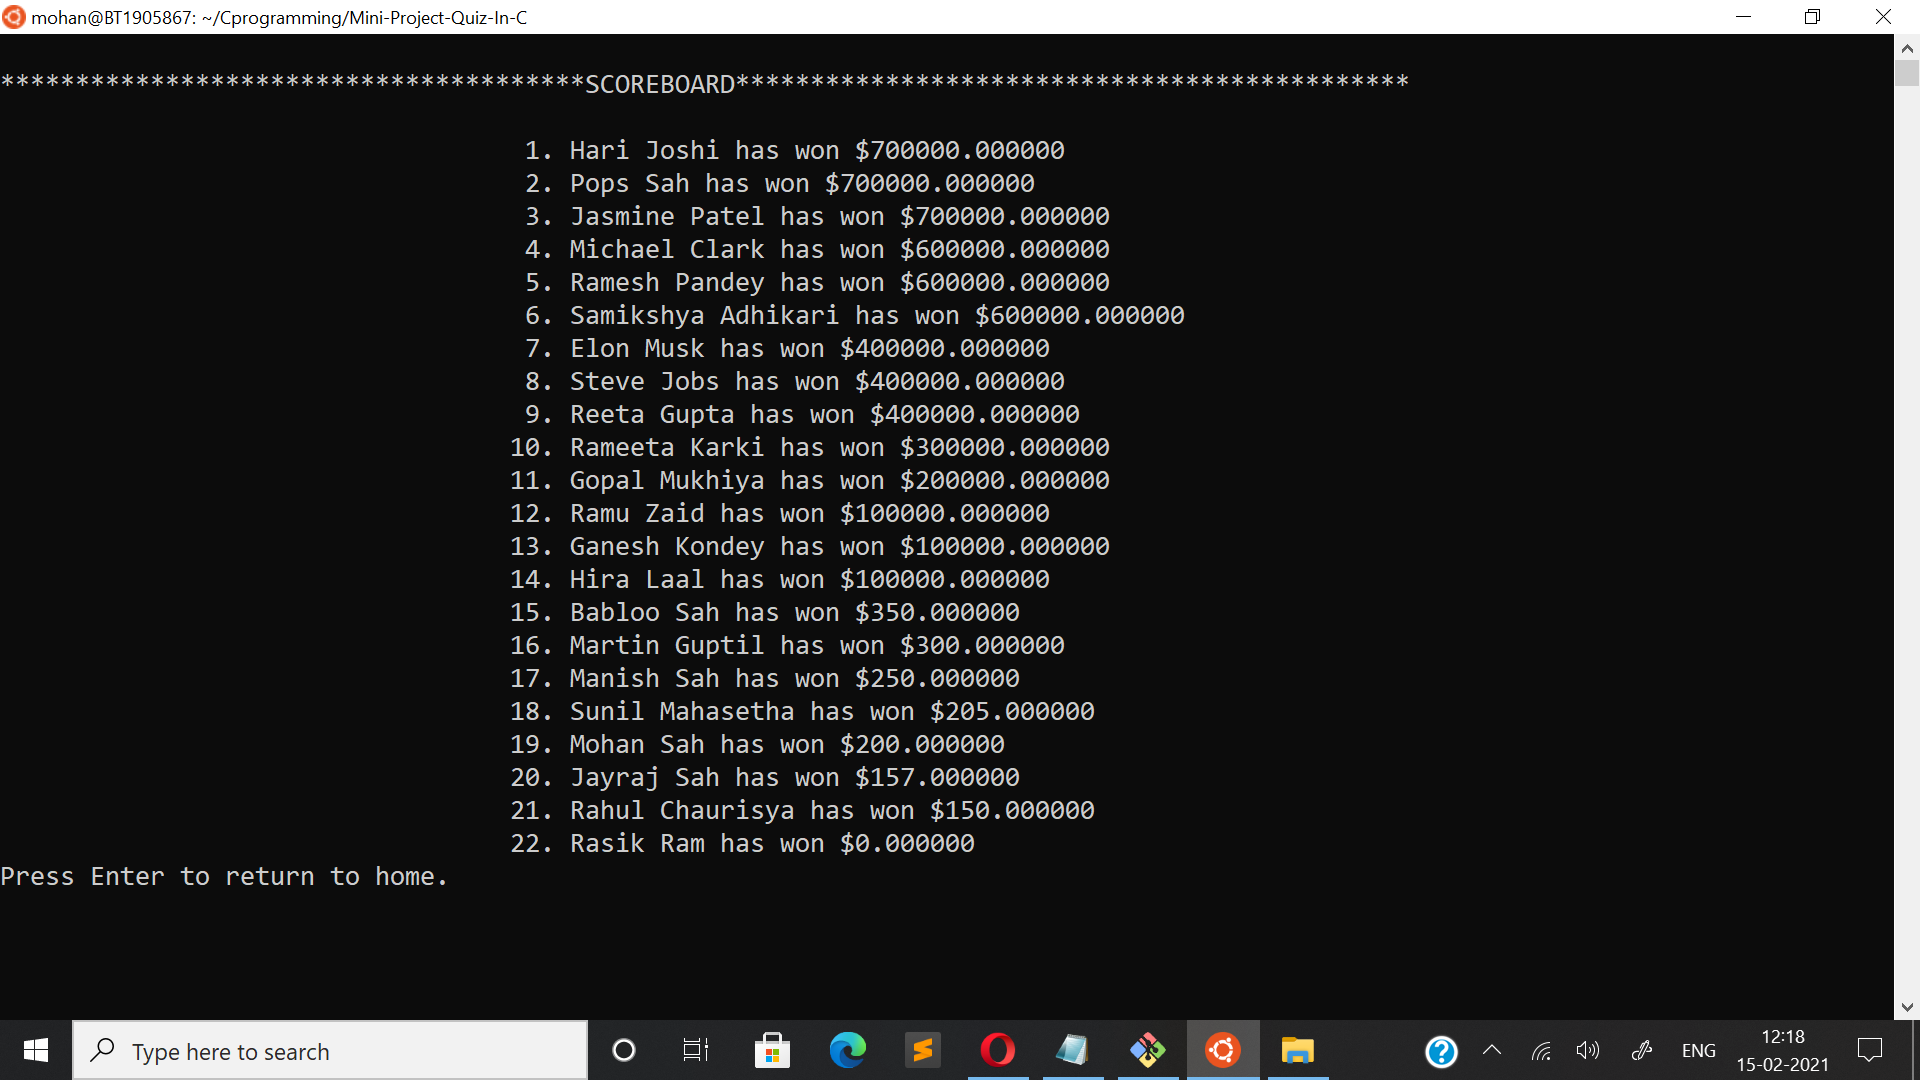 mohan@BT1905867: ~/Cprogramming/Mini-Project-Quiz-In-C
***************************************SCOREBOARD*********************************************
1. Hari Joshi has won $700000.000000
2. Pops Sah has won $700000.000000
3. Jasmine Patel has won $700000.000000
4. Michael Clark has won $600000.000000
5. Ramesh Pandey has won $600000.000000
6. Samikshya Adhikari has won $600000.000000
7. Elon Musk has won $400000.000000
8. Steve Jobs has won $400000.000000
9. Reeta Gupta has won $400000.000000
10. Rameeta Karki has won $300000.000000
11. Gopal Mukhiya has won $200000.000000
12. Ramu Zaid has won $100000.000000
13. Ganesh Kondey has won $100000.000000
14. Hira Laal has won $100000.000000
15. Babloo Sah has won $350.000000
16. Martin Guptil has won $300.000000
17. Manish Sah has won $250.000000
18. Sunil Mahasetha has won $205.000000
19. Mohan Sah has won $200.000000
20. Jayraj Sah has won $157.000000
21. Rahul Chaurisya has won $150.000000
22. Rasik Ram has won $0.000000
Press Enter to return to home.
Type here to search
ENG
12:18
15-02-2021